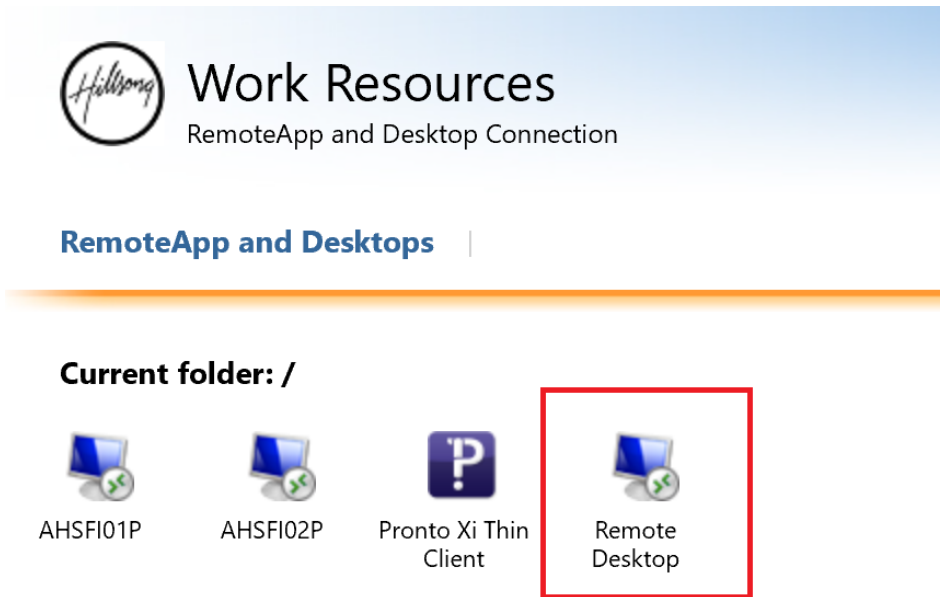 Hillsong
Work Resources
RemoteApp and Desktop Connection
RemoteApp and Desktops
Current folder: /
AHSFI01P
AHSFI02P
Pronto Xi Thin
Client
Remote
Desktop